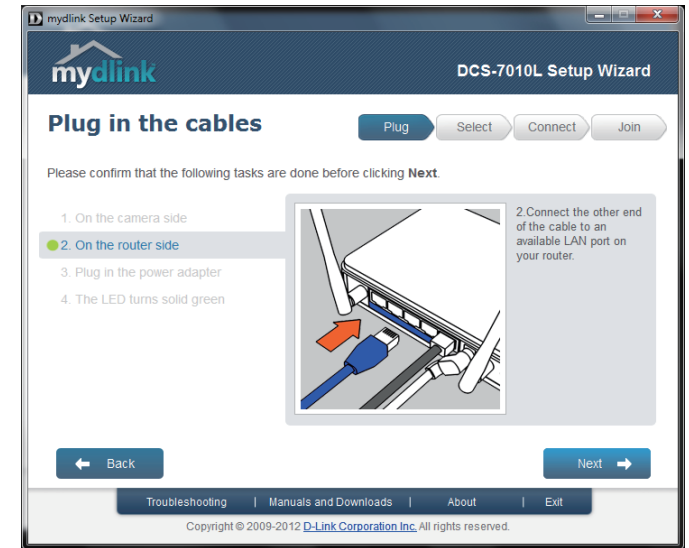 mydlink Setup Wizard
mydlink
DCS-7010L Setup Wizard
Plug in the cables
Plug
Select
Connect
Join
Please confirm that the following tasks are done before clicking Next.
1. On the camera side
2. On the router side
3. Plug in the power adapter
4. The LED turns solid green
2.Connect the other end
of the cable to an
available LAN port on
your router.
Back
Next
Troubleshooting | Manuals and Downloads | About | Exit
Copyright © 2009-2012 D-Link Corporation Inc. All rights reserved.